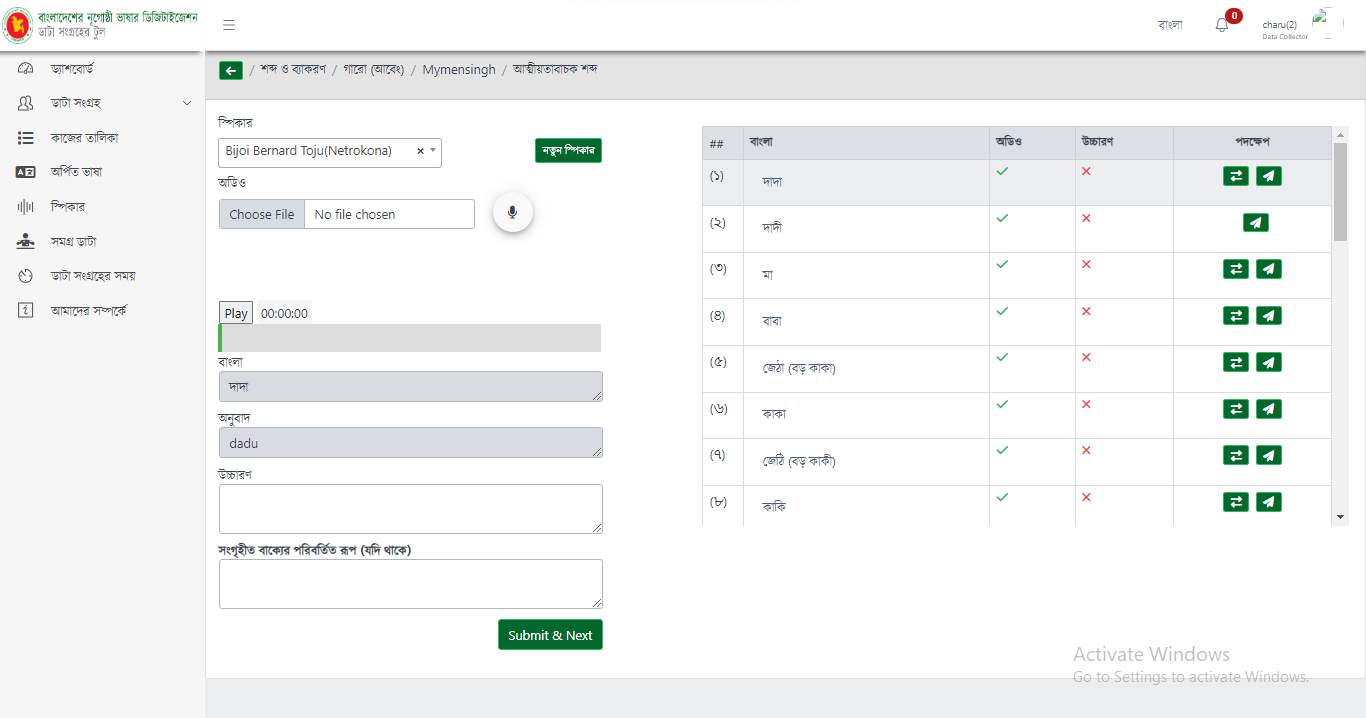 বাংলাদেশের নৃগোষ্ঠী ভাষার ডিজিটাইজেশন
ডাটা সংগ্রহের টুল
বাংলা
0
charu(2)
Data Collector
ড্যাশবোর্ড
ডাটা সংগ্রহ
কাজের তালিকা
অর্পিত ভাষা
স্পিকার
সমগ্র ডাটা
ডাটা সংগ্রহের সময়
আমাদের সম্পর্কে
/ শব্দ ও ব্যাকরণ / গারো (আবেং) / Mymensingh / আত্মীয়তাবাচক শব্দ
স্পিকার
Bijoi Bernard Toju(Netrokona) ×
নতুন স্পিকার
অডিও
Choose File No file chosen
Play 00:00:00
বাংলা
দাদা
অনুবাদ
dadu
উচ্চারণ
সংগৃহীত বাক্যের পরিবর্তিত রূপ (যদি থাকে)
Submit & Next
## বাংলা অডিও উচ্চারণ পদক্ষেপ
(১) দাদা
(২) দাদী
(৩) মা
(৪) বাবা
(৫) জেঠা (বড় কাকা)
(৬) কাকা
(৭) জেঠি (বড় কাকী)
(৮) কাকি
Activate Windows
Go to Settings to activate Windows.